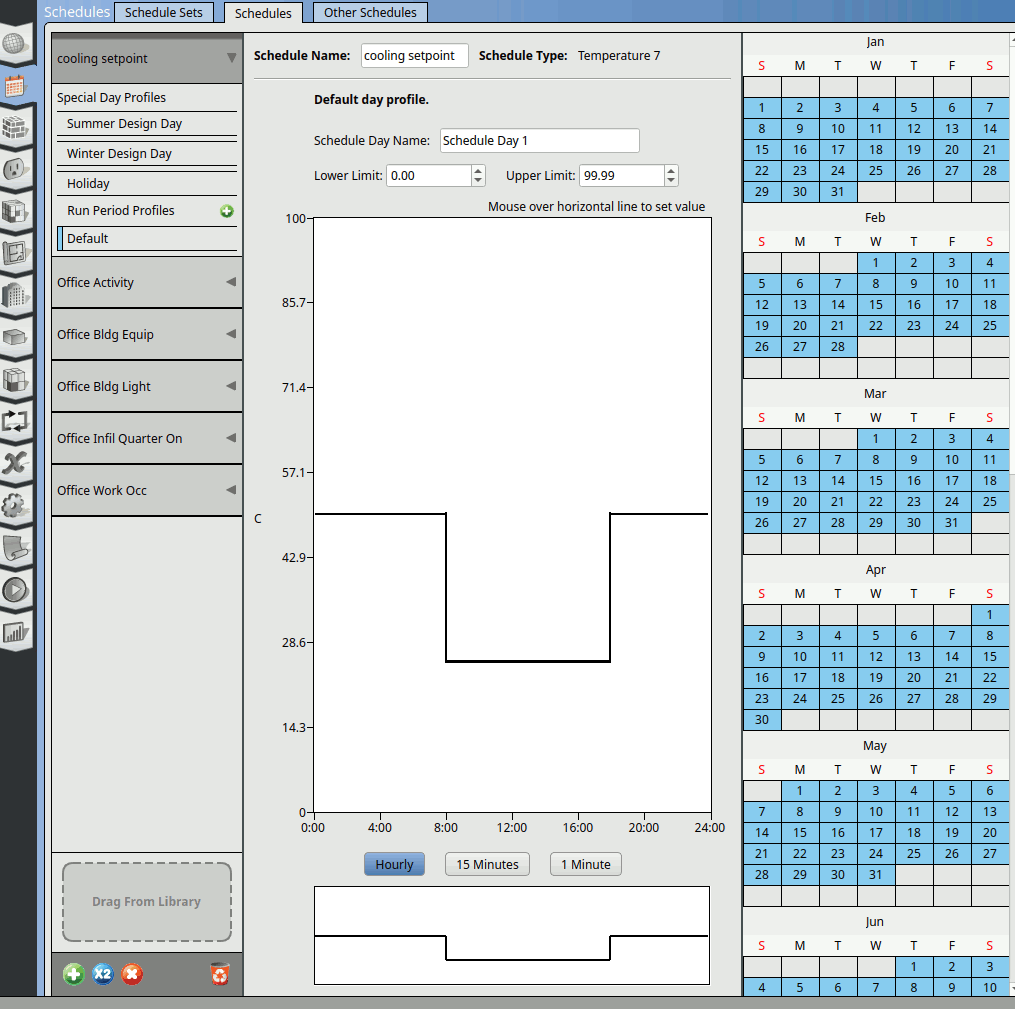 Schedules Schedule Sets Schedules Other Schedules
cooling setpoint
Special Day Profiles
Summer Design Day
Winter Design Day
Holiday
Run Period Profiles
Default
Office Activity
Office Bldg Equip
Office Bldg Light
Office Infil Quarter On
Office Work Occ
Drag From Library
X2
Schedule Name: cooling setpoint Schedule Type: Temperature 7
Default day profile.
Schedule Day Name: Schedule Day 1
Lower Limit: 0.00 Upper Limit: 99.99
Mouse over horizontal line to set value
100
85.7
71.4
57.1
C
42.9
28.6
14.3
0
0:00 4:00 8:00 12:00 16:00 20:00 24:00
Hourly 15 Minutes 1 Minute
Jan
S M T W T F S
1 2 3 4 5 6 7
8 9 10 11 12 13 14
15 16 17 18 19 20 21
22 23 24 25 26 27 28
29 30 31
Feb
S M T W T F S
1 2 3 4
5 6 7 8 9 10 11
12 13 14 15 16 17 18
19 20 21 22 23 24 25
26 27 28
Mar
S M T W T F S
1 2 3 4
5 6 7 8 9 10 11
12 13 14 15 16 17 18
19 20 21 22 23 24 25
26 27 28 29 30 31
Apr
S M T W T F S
1
2 3 4 5 6 7 8
9 10 11 12 13 14 15
16 17 18 19 20 21 22
23 24 25 26 27 28 29
30
May
S M T W T F S
1 2 3 4 5 6
7 8 9 10 11 12 13
14 15 16 17 18 19 20
21 22 23 24 25 26 27
28 29 30 31
Jun
S M T W T F S
1 2 3
4 5 6 7 8 9 10